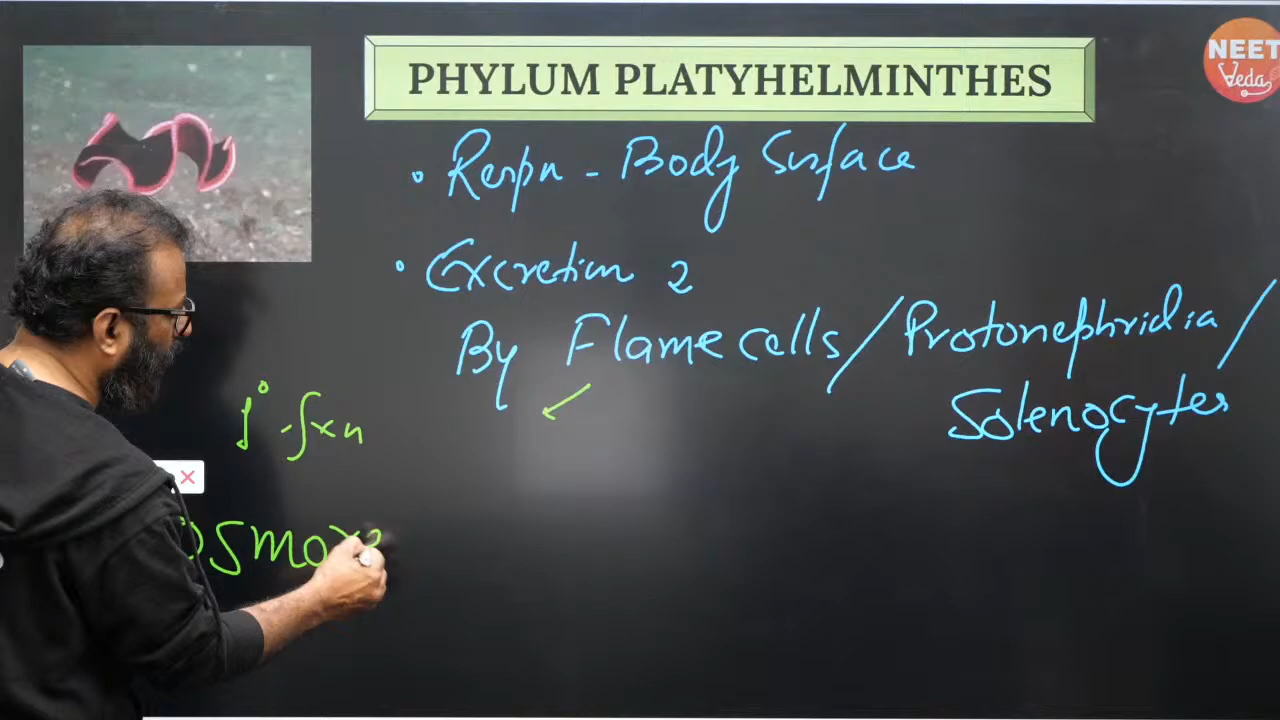 PHYLUM PLATYHELMINTHES
NEET
Veda
• Respn - Body Surface
• Excretion 2
By Flame cells / Protonephridia /
Solenocytes
1° - fxn